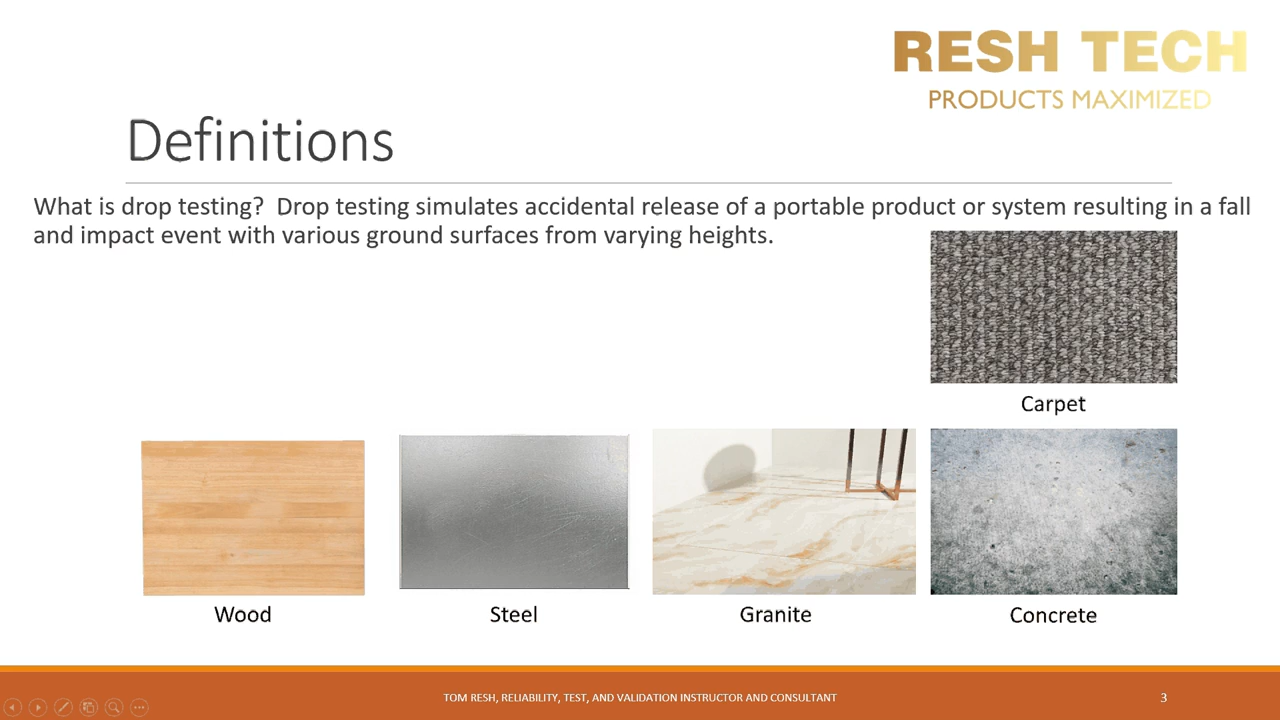 RESH TECH
PRODUCTS MAXIMIZED
Definitions
What is drop testing?  Drop testing simulates accidental release of a portable product or system resulting in a fall
and impact event with various ground surfaces from varying heights.
Carpet
Wood
Steel
Granite
Concrete
TOM RESH, RELIABILITY, TEST, AND VALIDATION INSTRUCTOR AND CONSULTANT
3